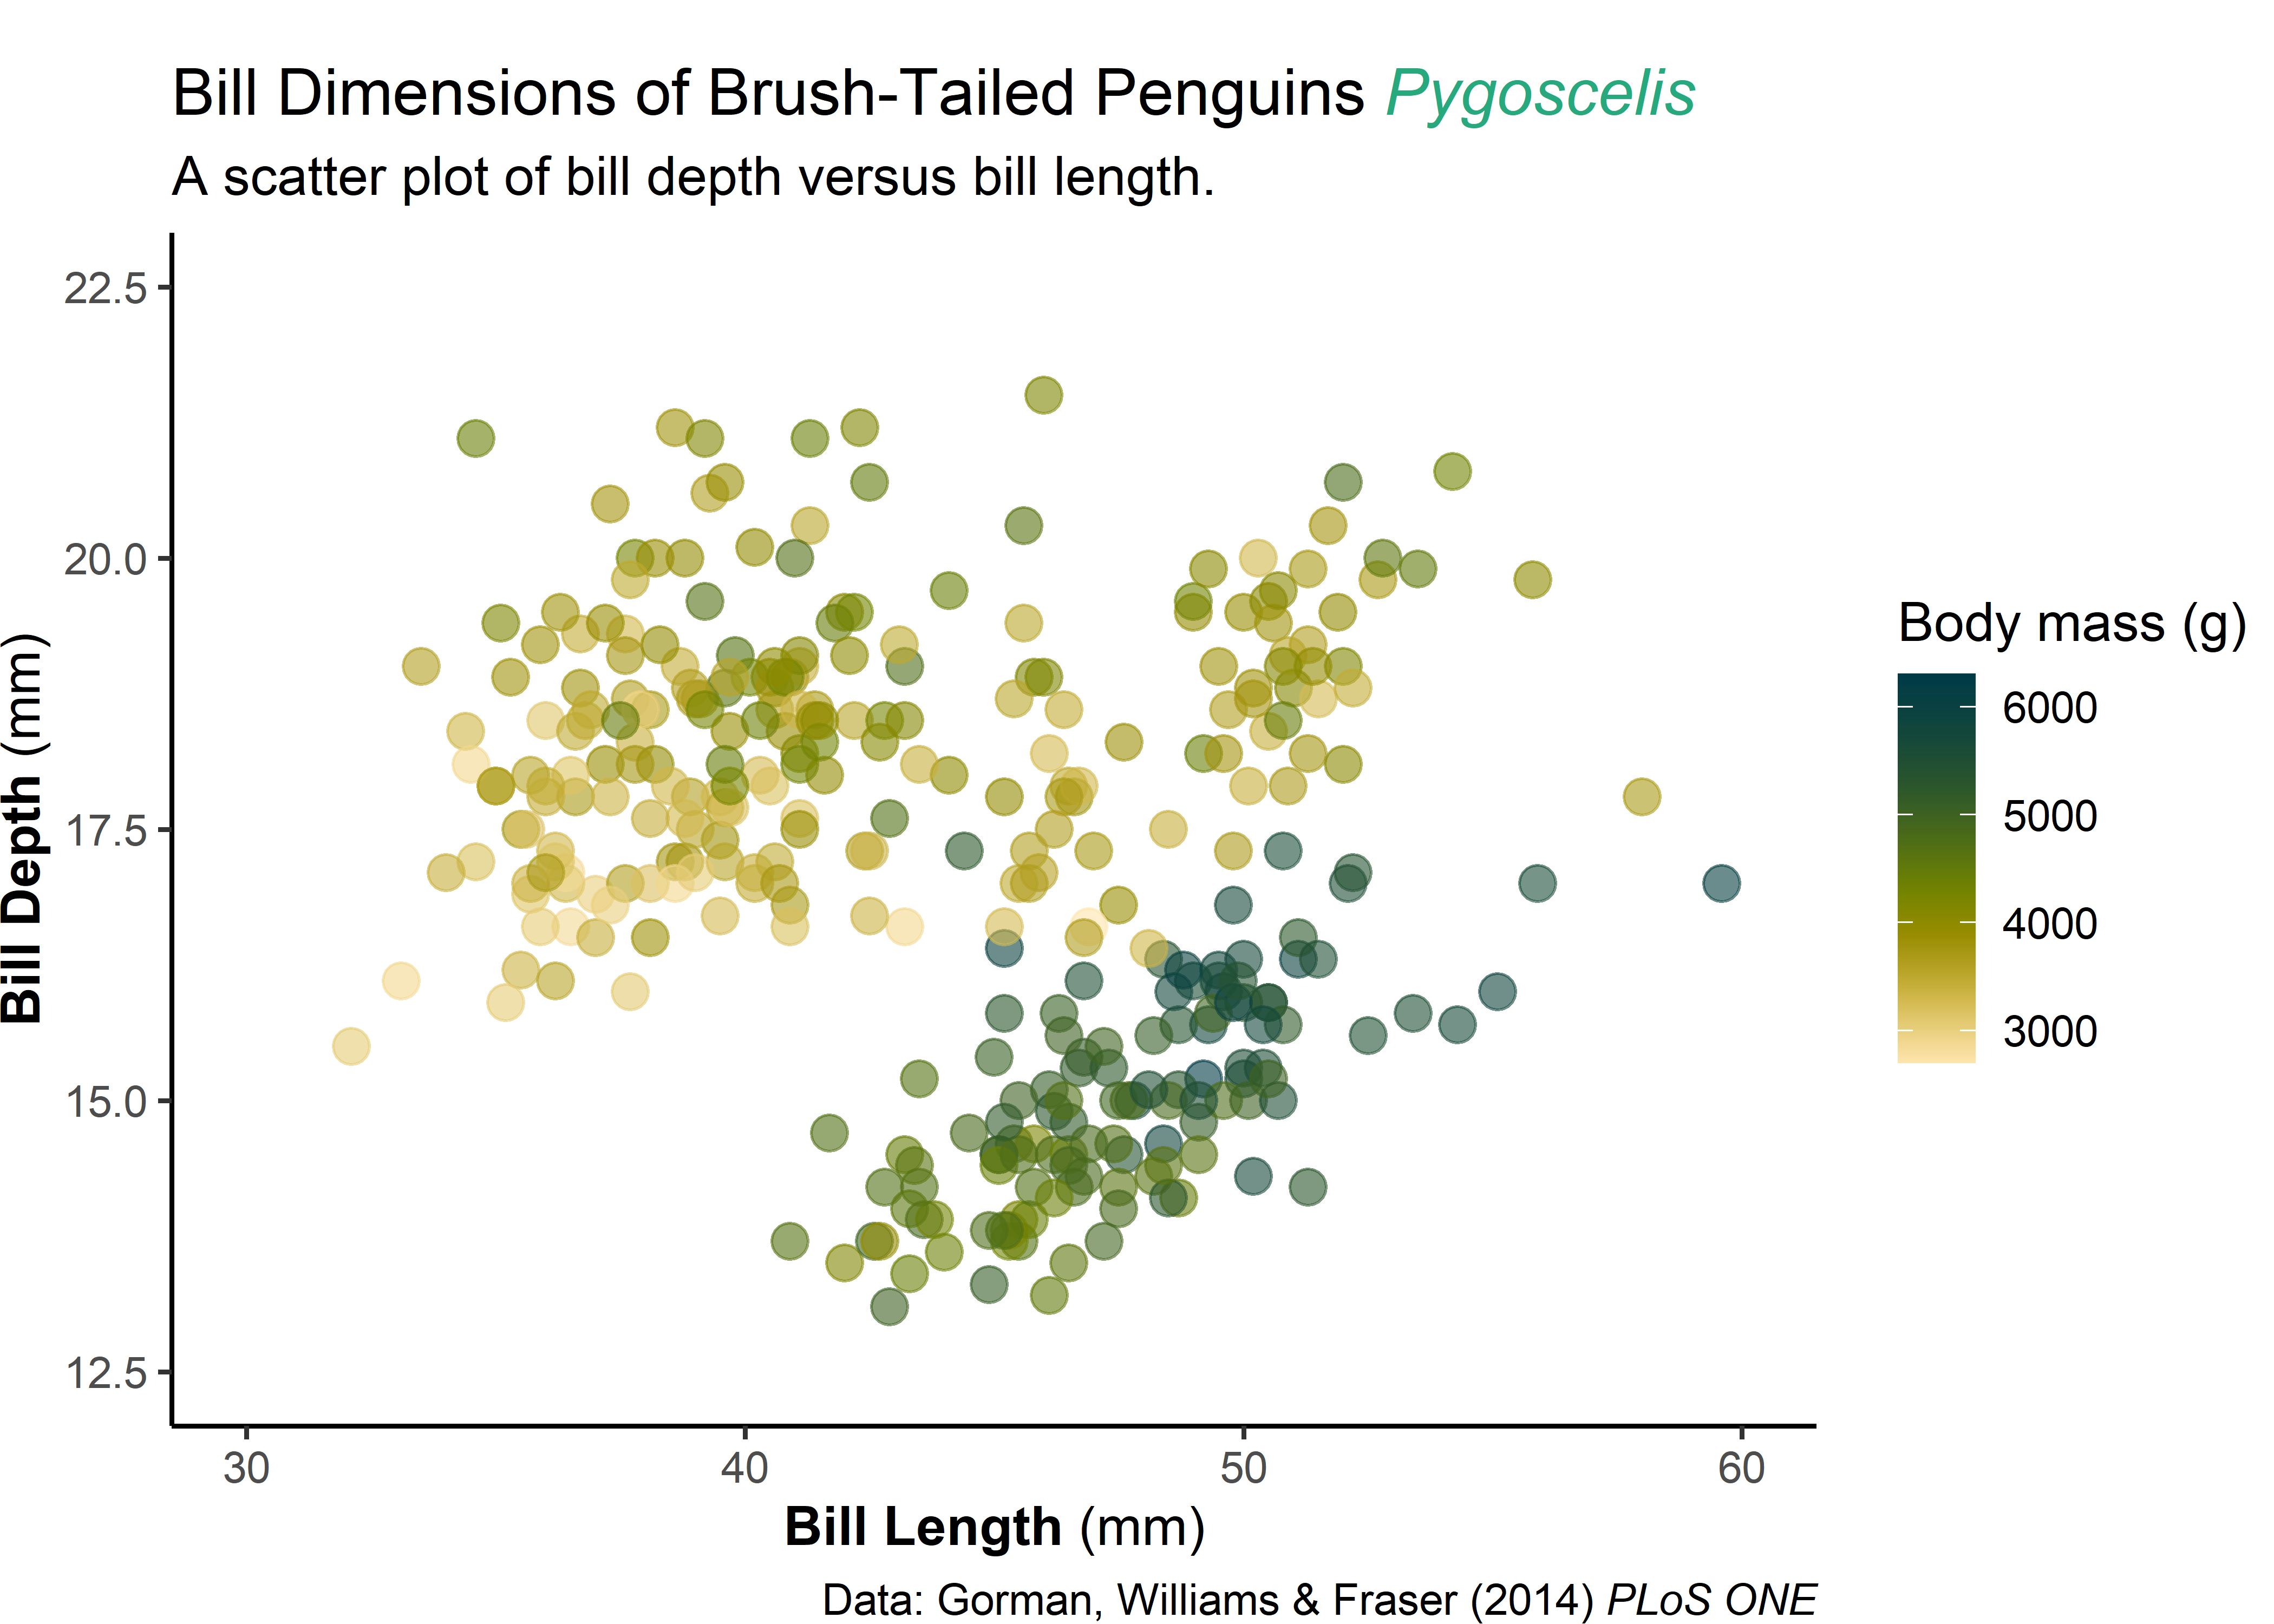 Bill Dimensions of Brush-Tailed Penguins Pygoscelis
A scatter plot of bill depth versus bill length.
22.5
20.0
17.5
15.0
12.5
Bill Depth (mm)
30 40 50 60
Bill Length (mm)
Body mass (g)
6000
5000
4000
3000
Data: Gorman, Williams & Fraser (2014) PLoS ONE